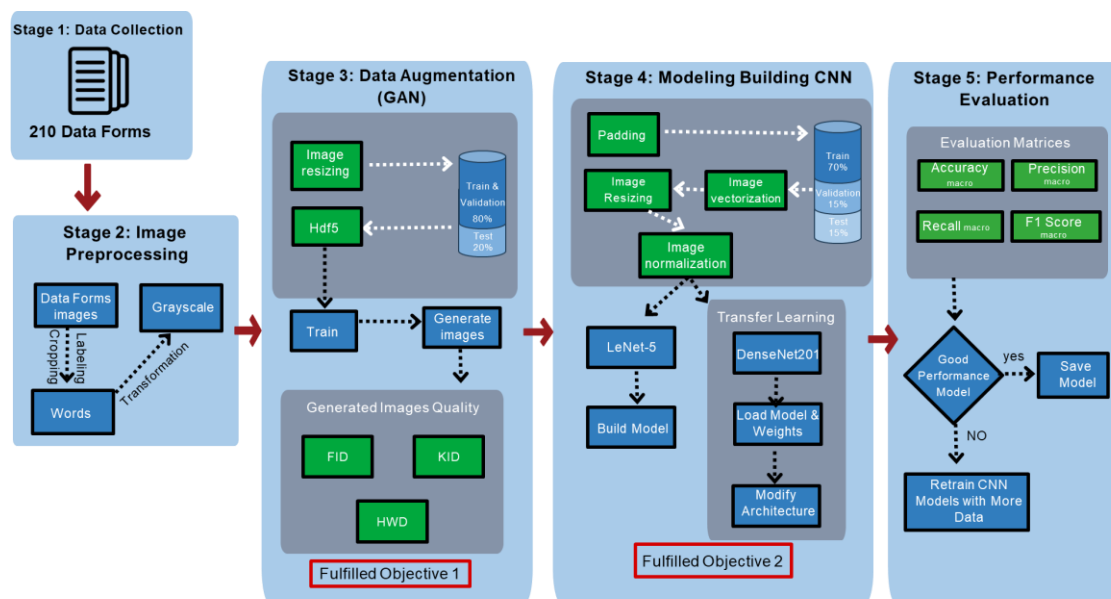 Stage 1: Data Collection
210 Data Forms
Stage 2: Image
Preprocessing
Data Forms
images
Grayscale
Cropping
Labeling
Transformation
Words
Stage 3: Data Augmentation
(GAN)
Image
resizing
Train &
Validation
80%
Test
20%
Hdf5
Train
Generate
images
Generated Images Quality
FID
KID
HWD
Fulfilled Objective 1
Stage 4: Modeling Building CNN
Padding
Train
70%
Validation
15%
Test
15%
Image
Resizing
Image
vectorization
Image
normalization
LeNet-5
Build Model
Transfer Learning
DenseNet201
Load Model &
Weights
Modify
Architecture
Fulfilled Objective 2
Stage 5: Performance
Evaluation
Evaluation Matrices
Accuracy
macro
Precision
macro
Recall macro
F1 Score
macro
Good
Performance
Model
yes
Save
Model
NO
Retrain CNN
Models with More
Data